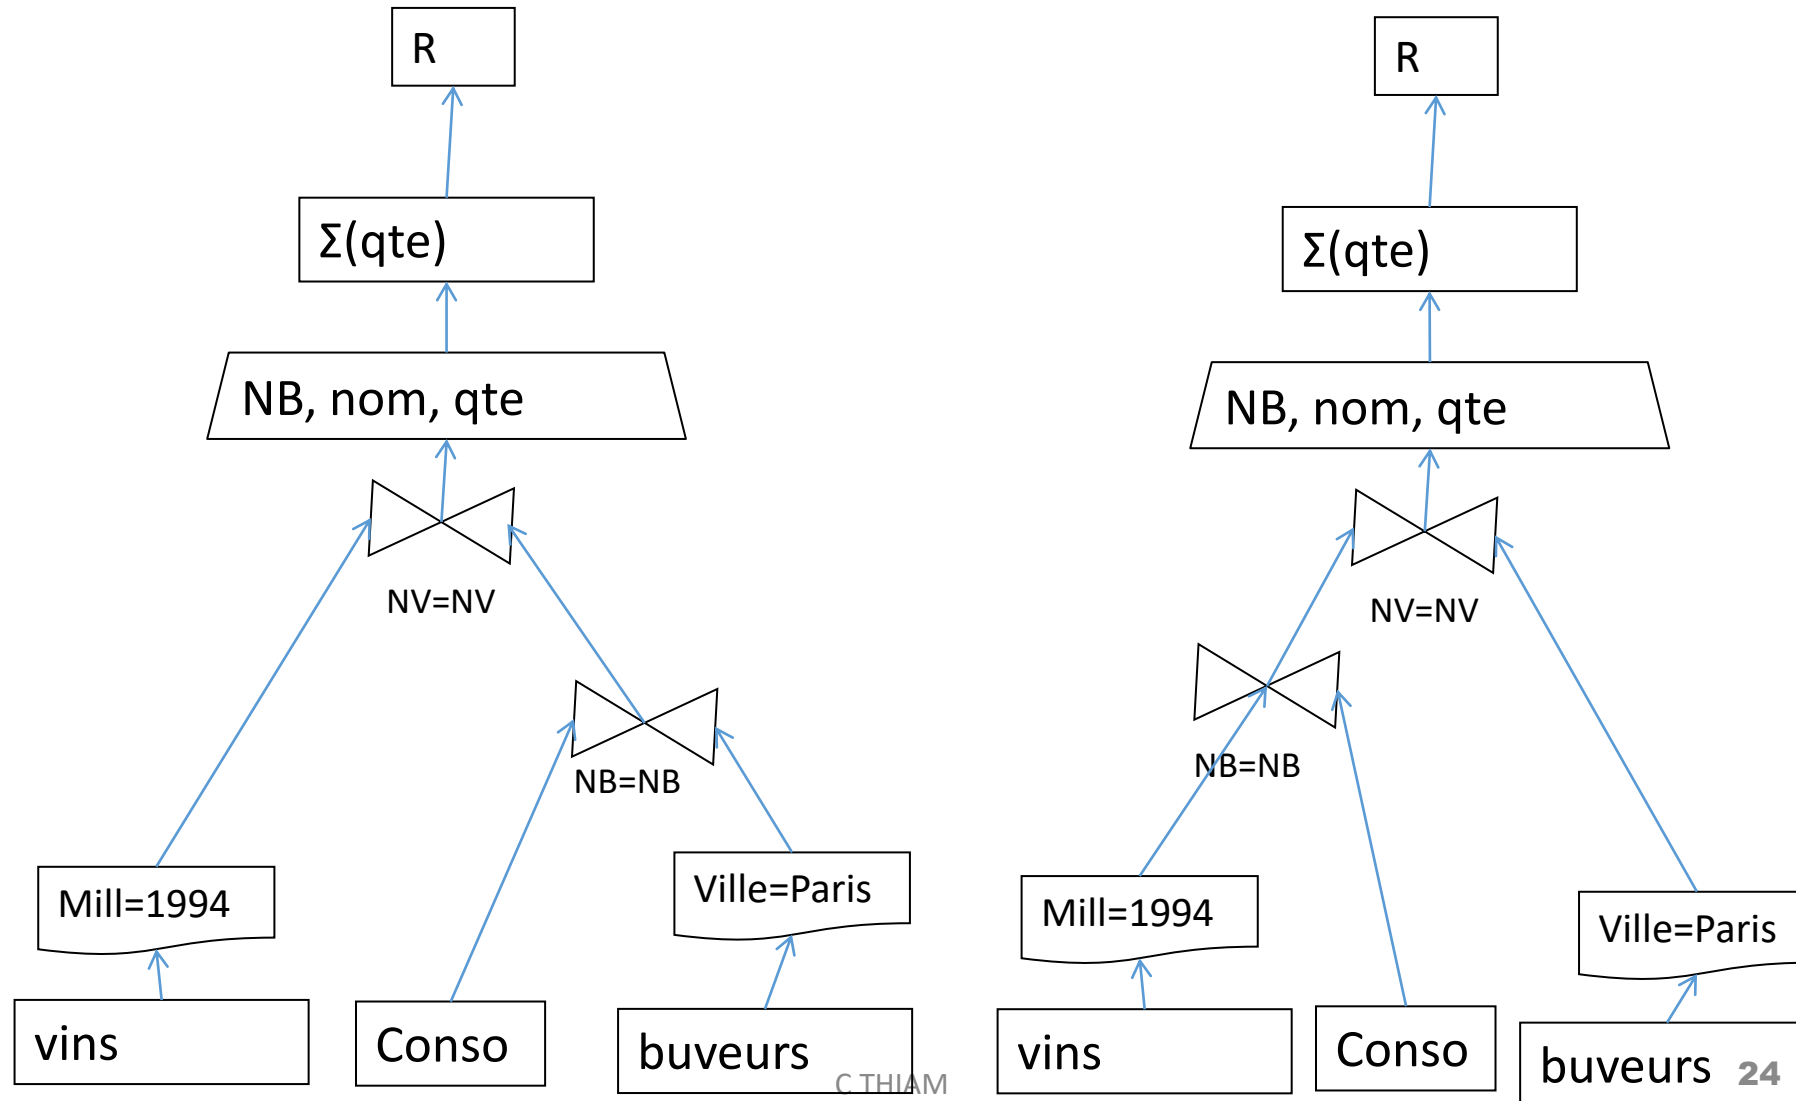 R
Σ(qte)
NB, nom, qte
NV=NV
NB=NB
Mill=1994
Ville=Paris
vins
Conso
buveurs
R
Σ(qte)
NB, nom, qte
NV=NV
NB=NB
Mill=1994
Ville=Paris
vins
Conso
buveurs
C THIAM
24